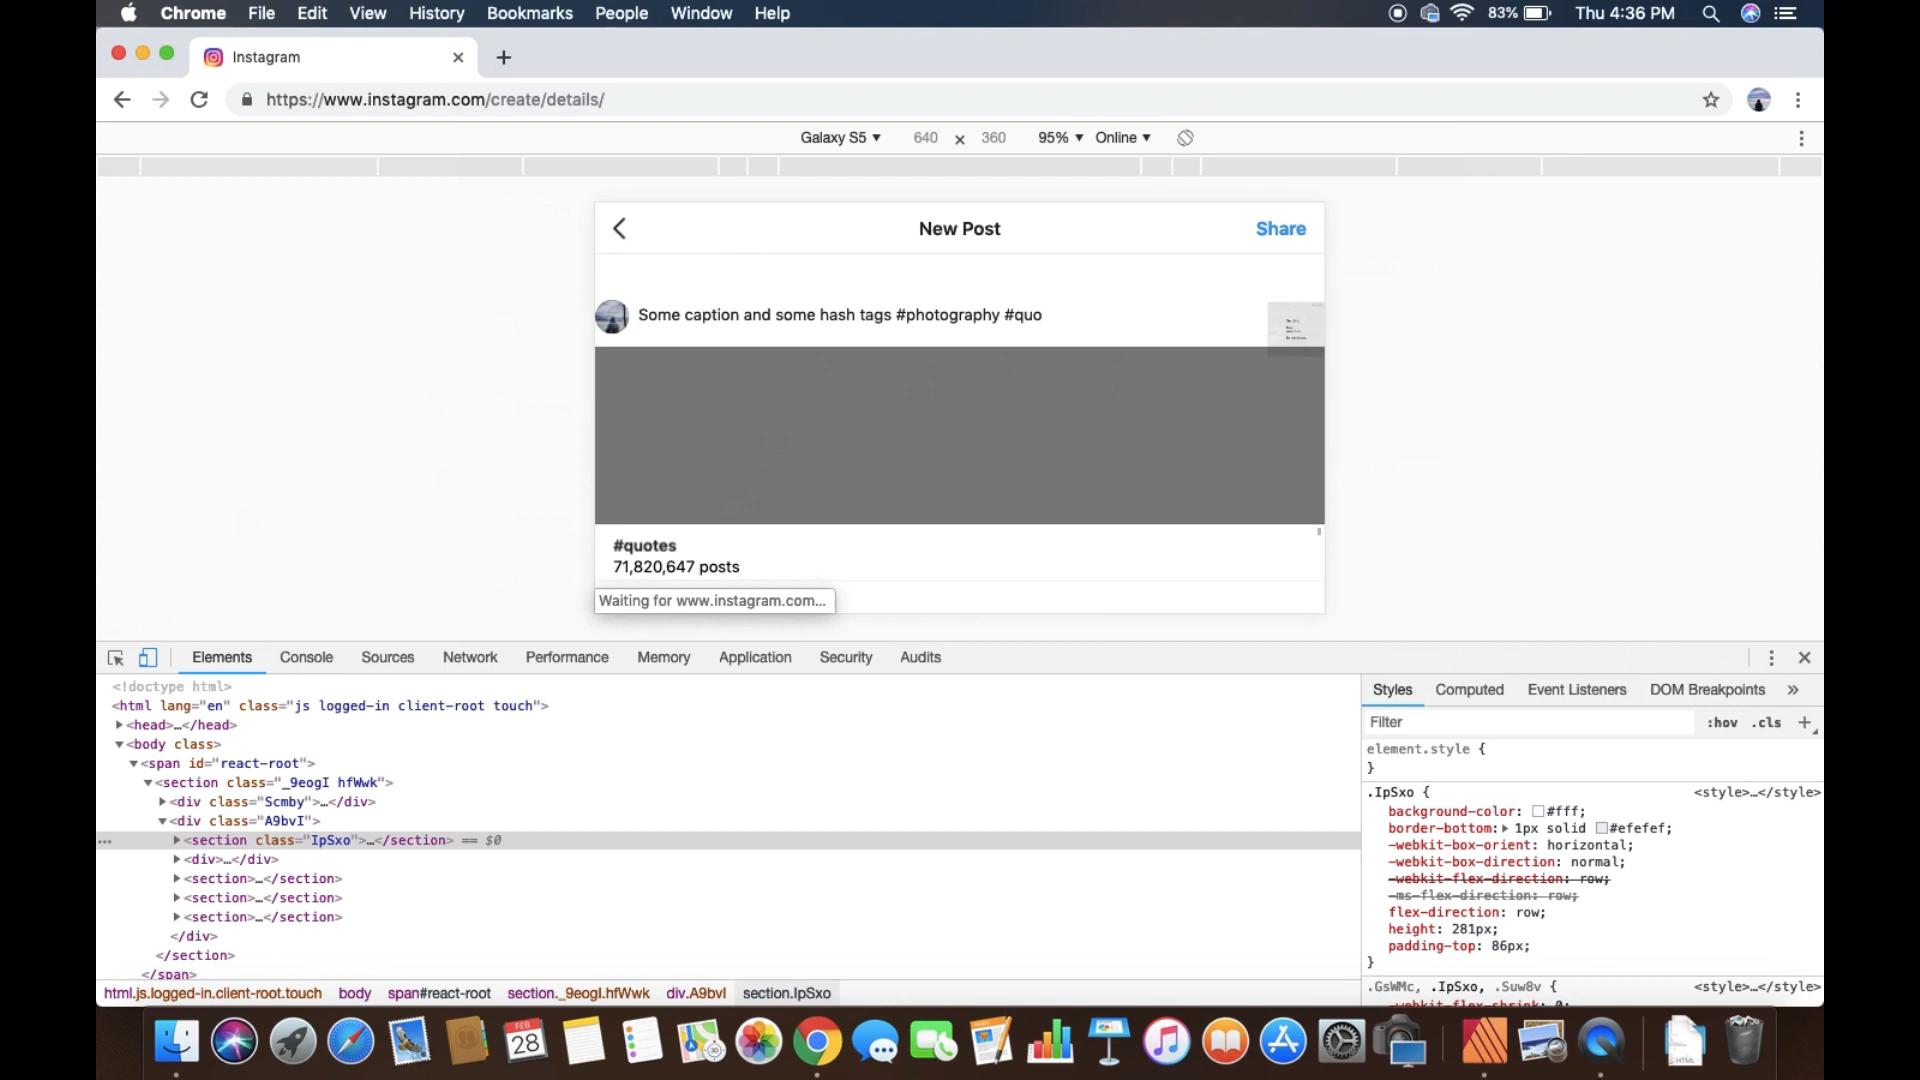 Chrome File Edit View History Bookmarks People Window Help 83% Thu 4:36 PM
Instagram
https://www.instagram.com/create/details/
Galaxy S5 ▼ 640 × 360 95% ▼ Online ▼
New Post Share
Some caption and some hash tags #photography #quo
#quotes
71,820,647 posts
Waiting for www.instagram.com...
Elements Console Sources Network Performance Memory Application Security Audits
<!doctype html>
<html lang="en" class="js logged-in client-root touch">
▶<head>…</head>
▼<body class>
▼<span id="react-root">
▼<section class="_9eogI hfWwk">
▶<div class="Scmby">…</div>
▼<div class="A9bvI">
… ▶<section class="IpSxo">…</section> == $0
▶<div>…</div>
▶<section>…</section>
▶<section>…</section>
▶<section>…</section>
</div>
</section>
</span>
html.js.logged-in.client-root.touch body span#react-root section._9eogI.hfWwk div.A9bvI section.IpSxo
Styles Computed Event Listeners DOM Breakpoints »
Filter :hov .cls +
element.style {
}
.IpSxo { <style>…</style>
background-color: #fff;
border-bottom:▶ 1px solid #efefef;
-webkit-box-orient: horizontal;
-webkit-box-direction: normal;
-webkit-flex-direction: row;
-ms-flex-direction: row;
flex-direction: row;
height: 281px;
padding-top: 86px;
}
.GsWMc, .IpSxo, .Suw8v { <style>…</style>
-webkit-flex-shrink: 0;
FEB
28